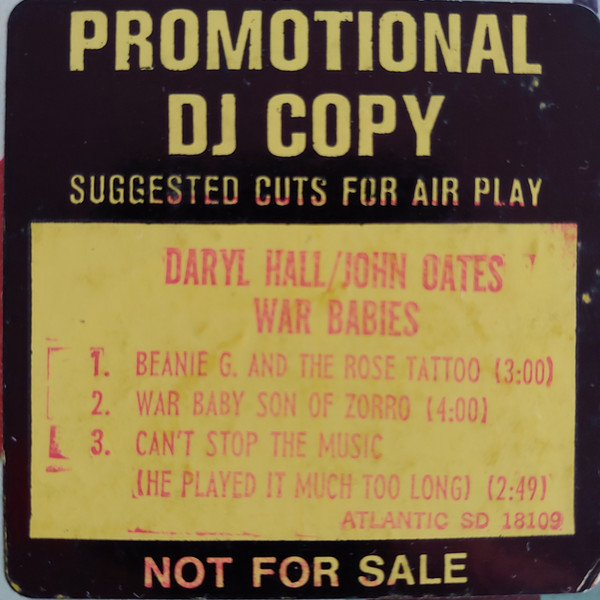 PROMOTIONAL
DJ COPY
SUGGESTED CUTS FOR AIR PLAY
DARYL HALL/JOHN OATES
WAR BABIES
1. BEANIE G. AND THE ROSE TATTOO (3:00)
2. WAR BABY SON OF ZORRO (4:00)
3. CAN'T STOP THE MUSIC
(HE PLAYED IT MUCH TOO LONG) (2:49)
ATLANTIC SD 18109
NOT FOR SALE